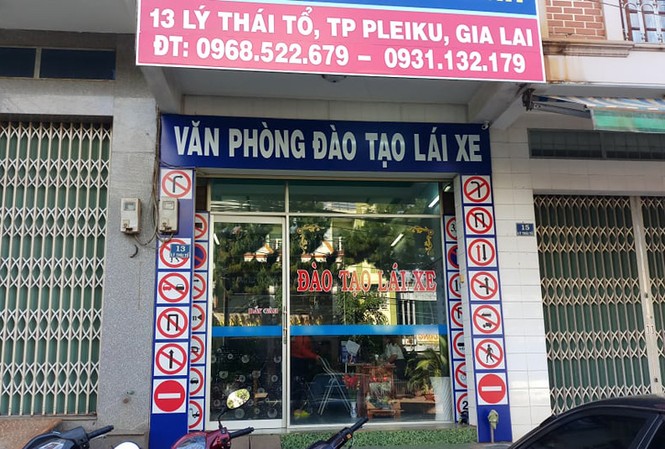 13 LÝ THÁI TỔ, TP PLEIKU, GIA LAI
ĐT: 0968.522.679 – 0931.132.179
VĂN PHÒNG ĐÀO TẠO LÁI XE
13
15
ĐÀO TẠO LÁI XE